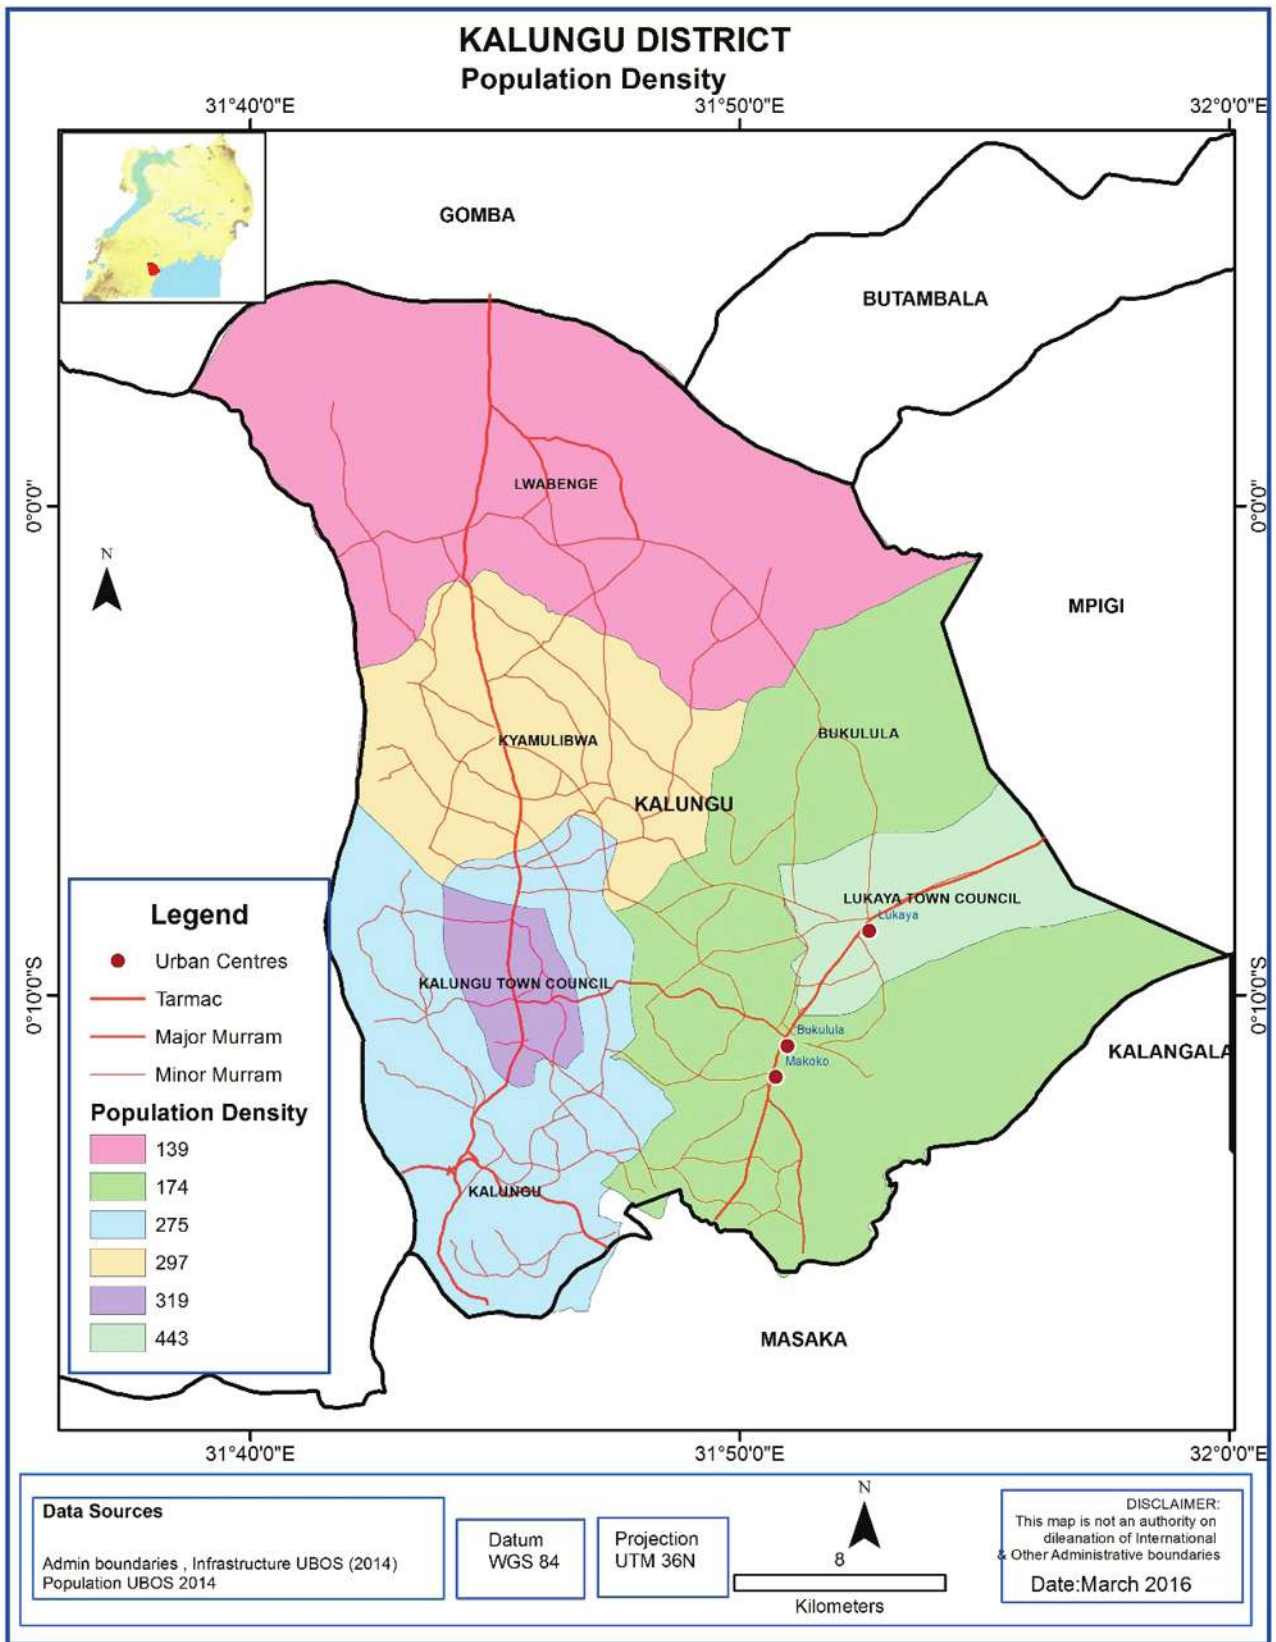 KALUNGU DISTRICT
Population Density
31°40'0"E
31°50'0"E
32°0'0"E
GOMBA
BUTAMBALA
LWABENGE
0°0'0"
0°0'0"
N
MPIGI
BUKULULA
KYAMULIBWA
KALUNGU
LUKAYA TOWN COUNCIL
Lukaya
KALUNGU TOWN COUNCIL
0°10'0"S
0°10'0"S
Bukulula
Makoko
KALANGALA
KALUNGU
MASAKA
Legend
Urban Centres
Tarmac
Major Murram
Minor Murram
Population Density
139
174
275
297
319
443
31°40'0"E
31°50'0"E
32°0'0"E
Data Sources
Admin boundaries , Infrastructure UBOS (2014)
Population UBOS 2014
Datum
WGS 84
Projection
UTM 36N
N
8
Kilometers
DISCLAIMER:
This map is not an authority on
dileanation of International
& Other Administrative boundaries
Date:March 2016